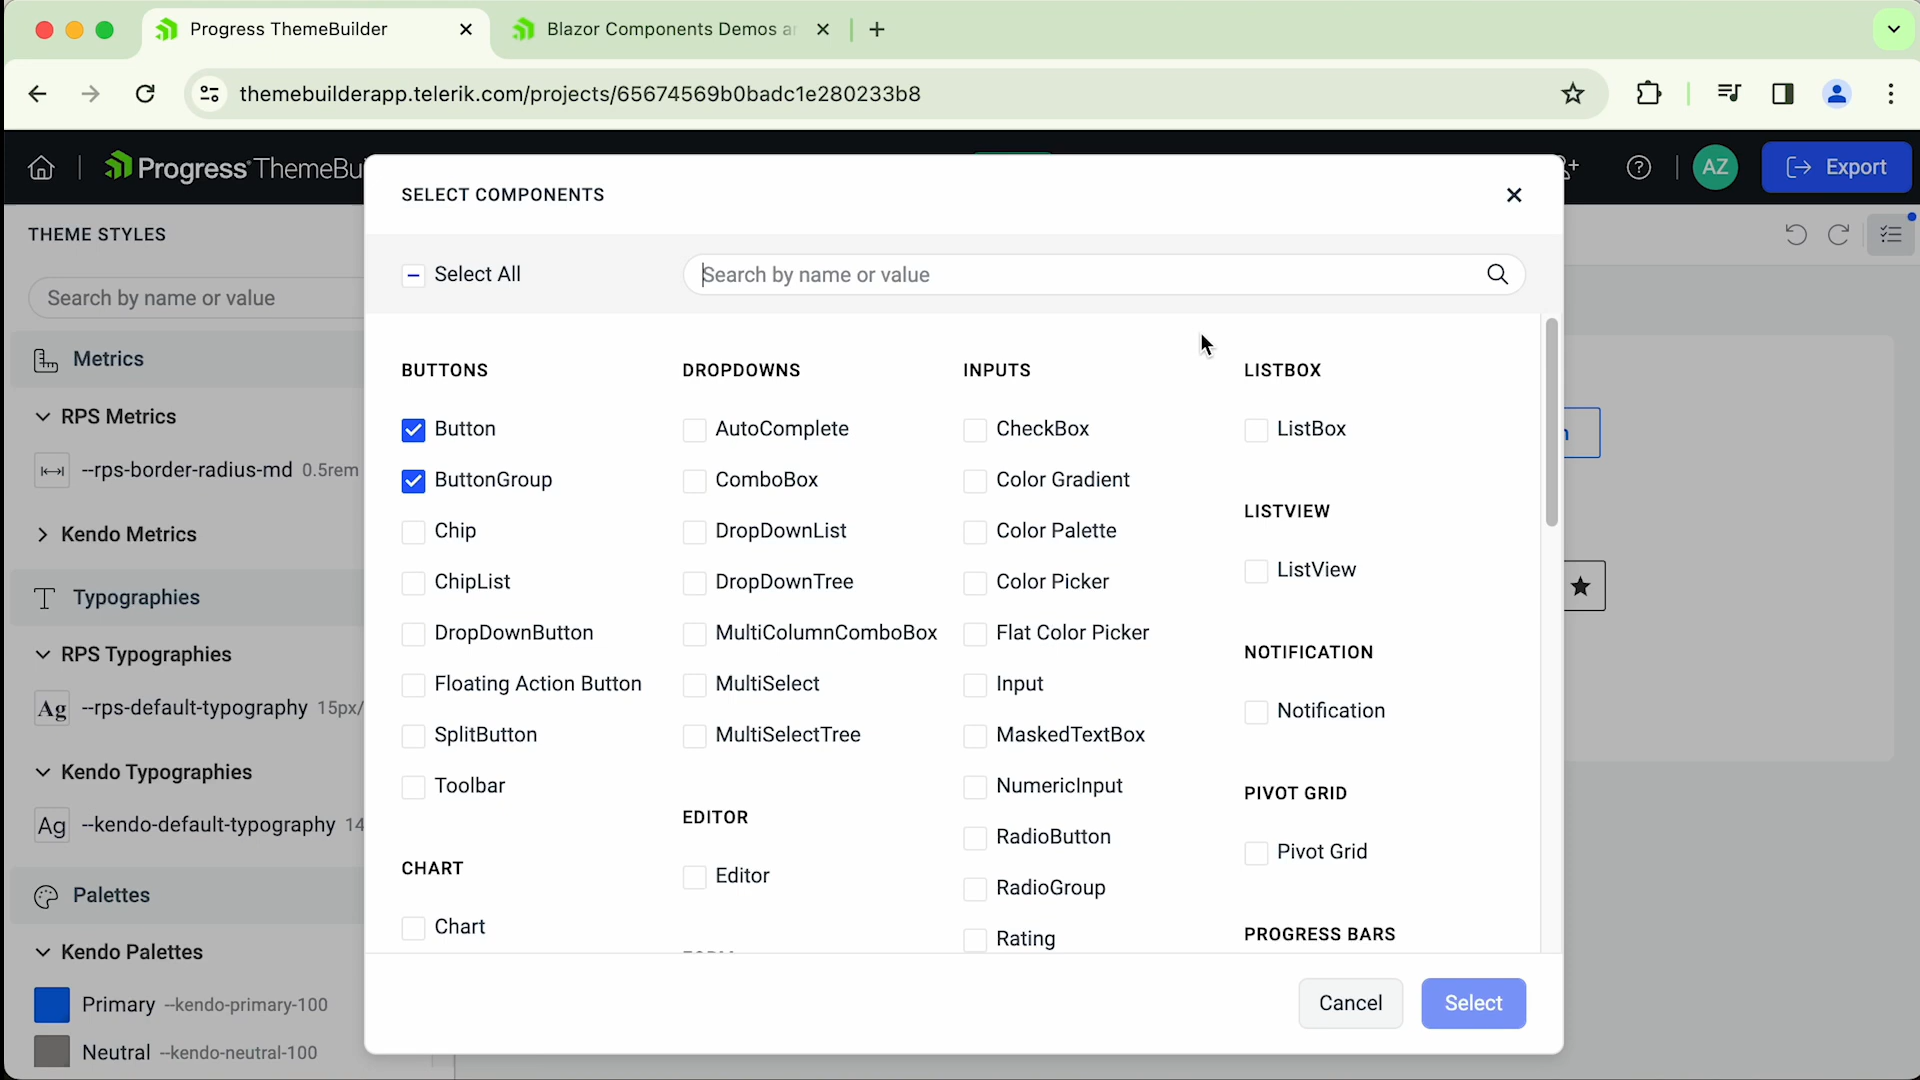 Progress ThemeBuilder
Blazor Components Demos a
themebuilderapp.telerik.com/projects/65674569b0badc1e280233b8
Progress ThemeBui
AZ
Export
THEME STYLES
Search by name or value
Metrics
RPS Metrics
--rps-border-radius-md 0.5rem
Kendo Metrics
Typographies
RPS Typographies
Ag --rps-default-typography 15px/
Kendo Typographies
Ag --kendo-default-typography 14
Palettes
Kendo Palettes
Primary --kendo-primary-100
Neutral --kendo-neutral-100
SELECT COMPONENTS
Select All
Search by name or value
BUTTONS
Button
ButtonGroup
Chip
ChipList
DropDownButton
Floating Action Button
SplitButton
Toolbar
CHART
Chart
DROPDOWNS
AutoComplete
ComboBox
DropDownList
DropDownTree
MultiColumnComboBox
MultiSelect
MultiSelectTree
EDITOR
Editor
INPUTS
CheckBox
Color Gradient
Color Palette
Color Picker
Flat Color Picker
Input
MaskedTextBox
NumericInput
RadioButton
RadioGroup
Rating
LISTBOX
ListBox
LISTVIEW
ListView
NOTIFICATION
Notification
PIVOT GRID
Pivot Grid
PROGRESS BARS
Cancel
Select